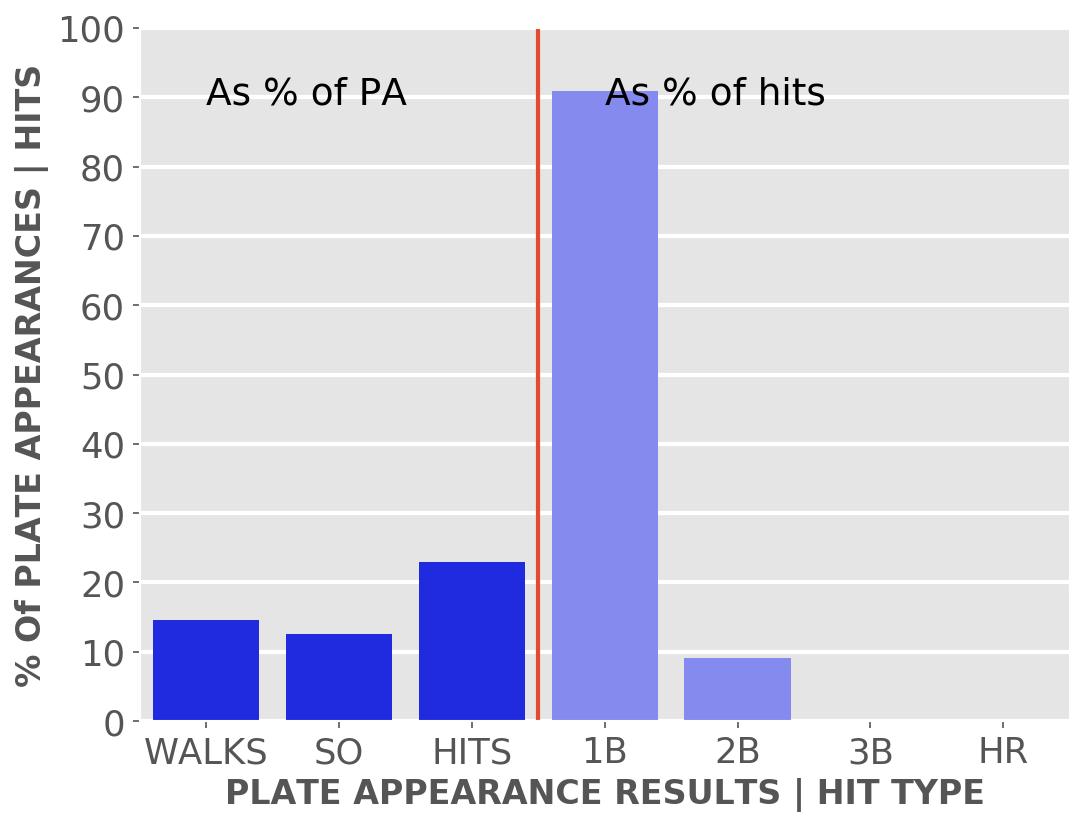 % Of PLATE APPEARANCES | HITS
100
90
80
70
60
50
40
30
20
10
0
As % of PA
As % of hits
WALKS SO HITS 1B 2B 3B HR
PLATE APPEARANCE RESULTS | HIT TYPE